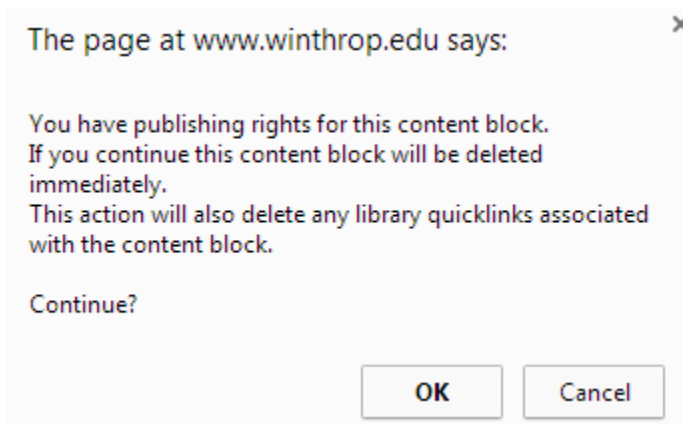 The page at www.winthrop.edu says:
You have publishing rights for this content block.
If you continue this content block will be deleted
immediately.
This action will also delete any library quicklinks associated
with the content block.
Continue?
OK Cancel